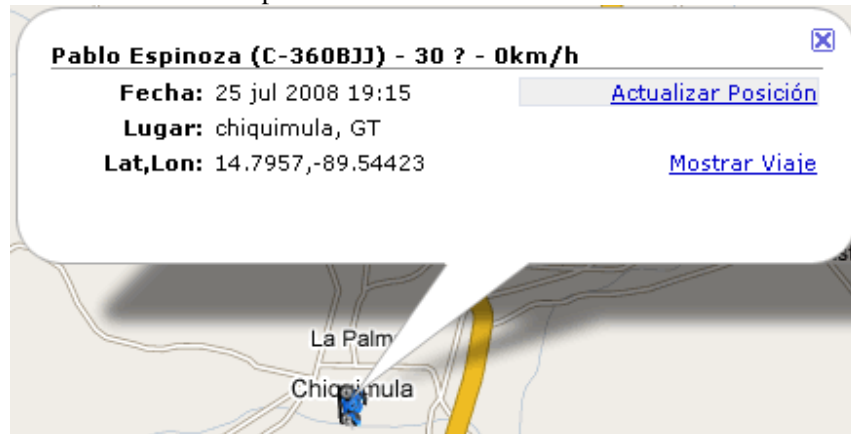 Pablo Espinoza (C-360BJJ) - 30 ? - 0km/h
Fecha: 25 jul 2008 19:15 Actualizar Posición
Lugar: chiquimula, GT
Lat,Lon: 14.7957,-89.54423 Mostrar Viaje
La Palm
Chiquimula